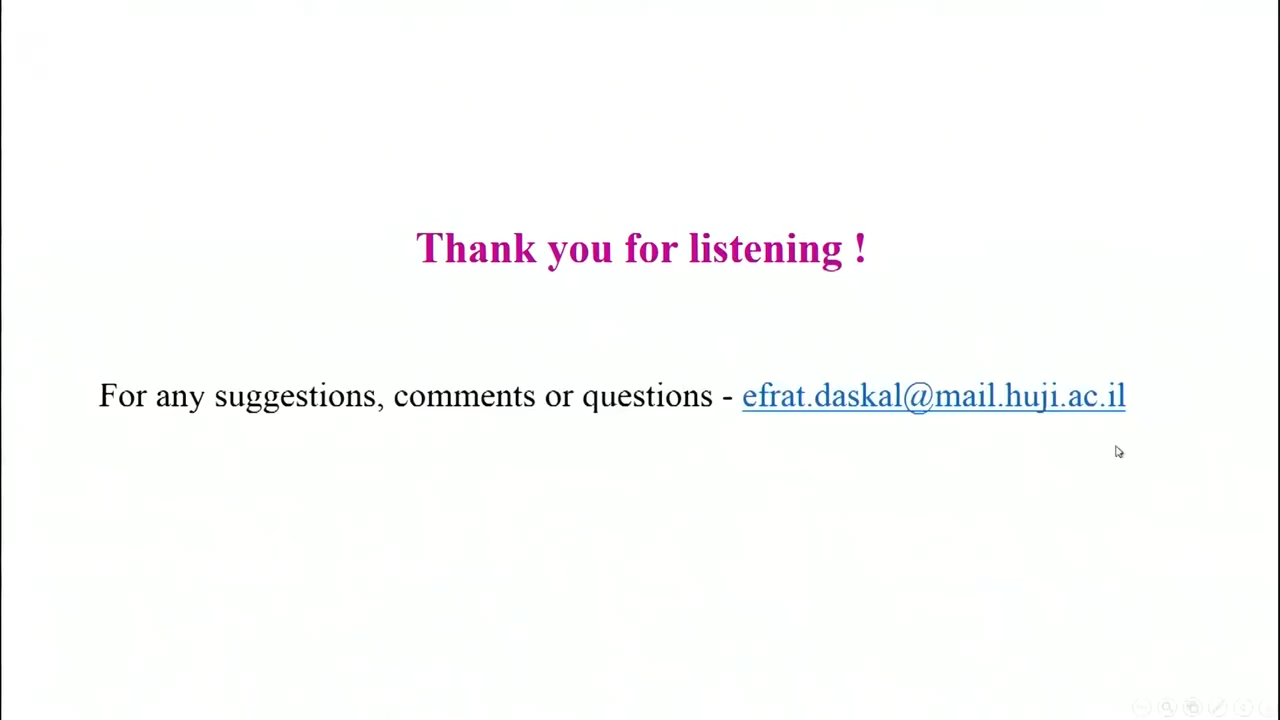 Thank you for listening !
For any suggestions, comments or questions - efrat.daskal@mail.huji.ac.il